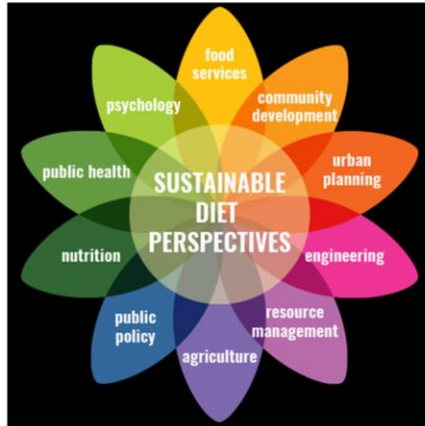 food
services
community
development
urban
planning
engineering
resource
management
agriculture
public
policy
nutrition
public health
psychology
SUSTAINABLE
DIET
PERSPECTIVES